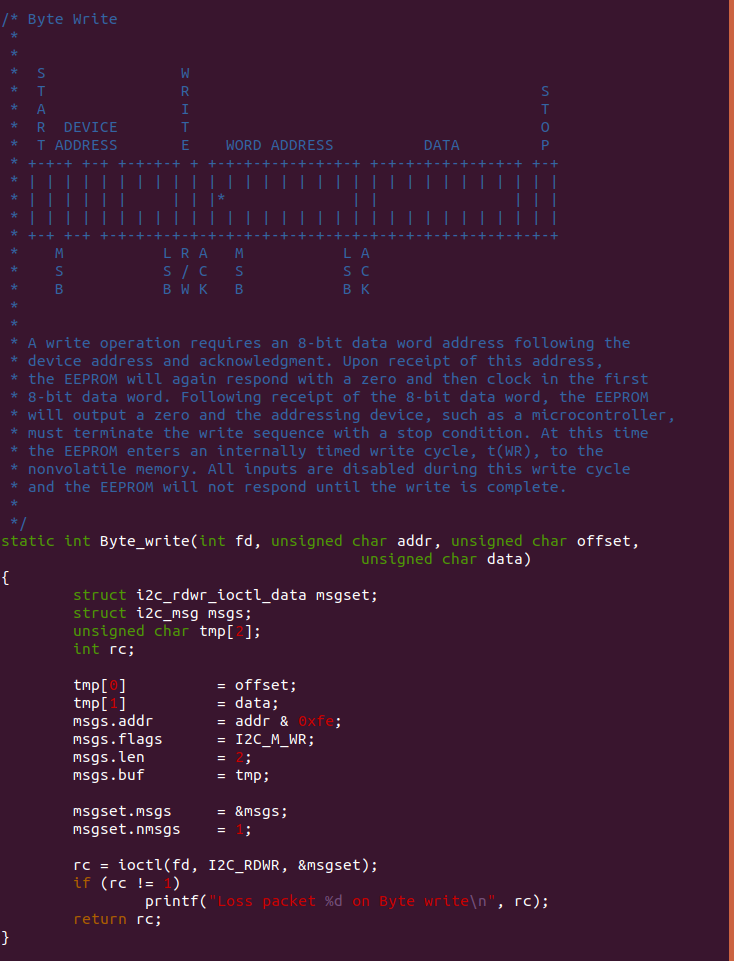 /* Byte Write
 *
 *
 *  S               W
 *  T               R                                       S
 *  A               I                                       T
 *  R  DEVICE       T                                       O
 *  T ADDRESS       E    WORD ADDRESS          DATA         P
 * +-+-+ +-+ +-+-+-+ + +-+-+-+-+-+-+-+-+ +-+-+-+-+-+-+-+-+ +-+
 * | | | | | | | | | | | | | | | | | | | | | | | | | | | | | |
 * | | | | | |     | | |*              | |               | | |
 * | | | | | | | | | | | | | | | | | | | | | | | | | | | | | |
 * +-+ +-+ +-+-+-+-+-+-+-+-+-+-+-+-+-+-+-+-+-+-+-+-+-+-+-+-+-+
 *    M           L R A   M           L A
 *    S           S / C   S           S C
 *    B           B W K   B           B K
 *
 *
 * A write operation requires an 8-bit data word address following the
 * device address and acknowledgment. Upon receipt of this address,
 * the EEPROM will again respond with a zero and then clock in the first
 * 8-bit data word. Following receipt of the 8-bit data word, the EEPROM
 * will output a zero and the addressing device, such as a microcontroller,
 * must terminate the write sequence with a stop condition. At this time
 * the EEPROM enters an internally timed write cycle, t(WR), to the
 * nonvolatile memory. All inputs are disabled during this write cycle
 * and the EEPROM will not respond until the write is complete.
 *
 */
static int Byte_write(int fd, unsigned char addr, unsigned char offset,
                                        unsigned char data)
{
        struct i2c_rdwr_ioctl_data msgset;
        struct i2c_msg msgs;
        unsigned char tmp[2];
        int rc;

        tmp[0]          = offset;
        tmp[1]          = data;
        msgs.addr       = addr & 0xfe;
        msgs.flags      = I2C_M_WR;
        msgs.len        = 2;
        msgs.buf        = tmp;

        msgset.msgs     = &msgs;
        msgset.nmsgs    = 1;

        rc = ioctl(fd, I2C_RDWR, &msgset);
        if (rc != 1)
                printf("Loss packet %d on Byte write\n", rc);
        return rc;
}